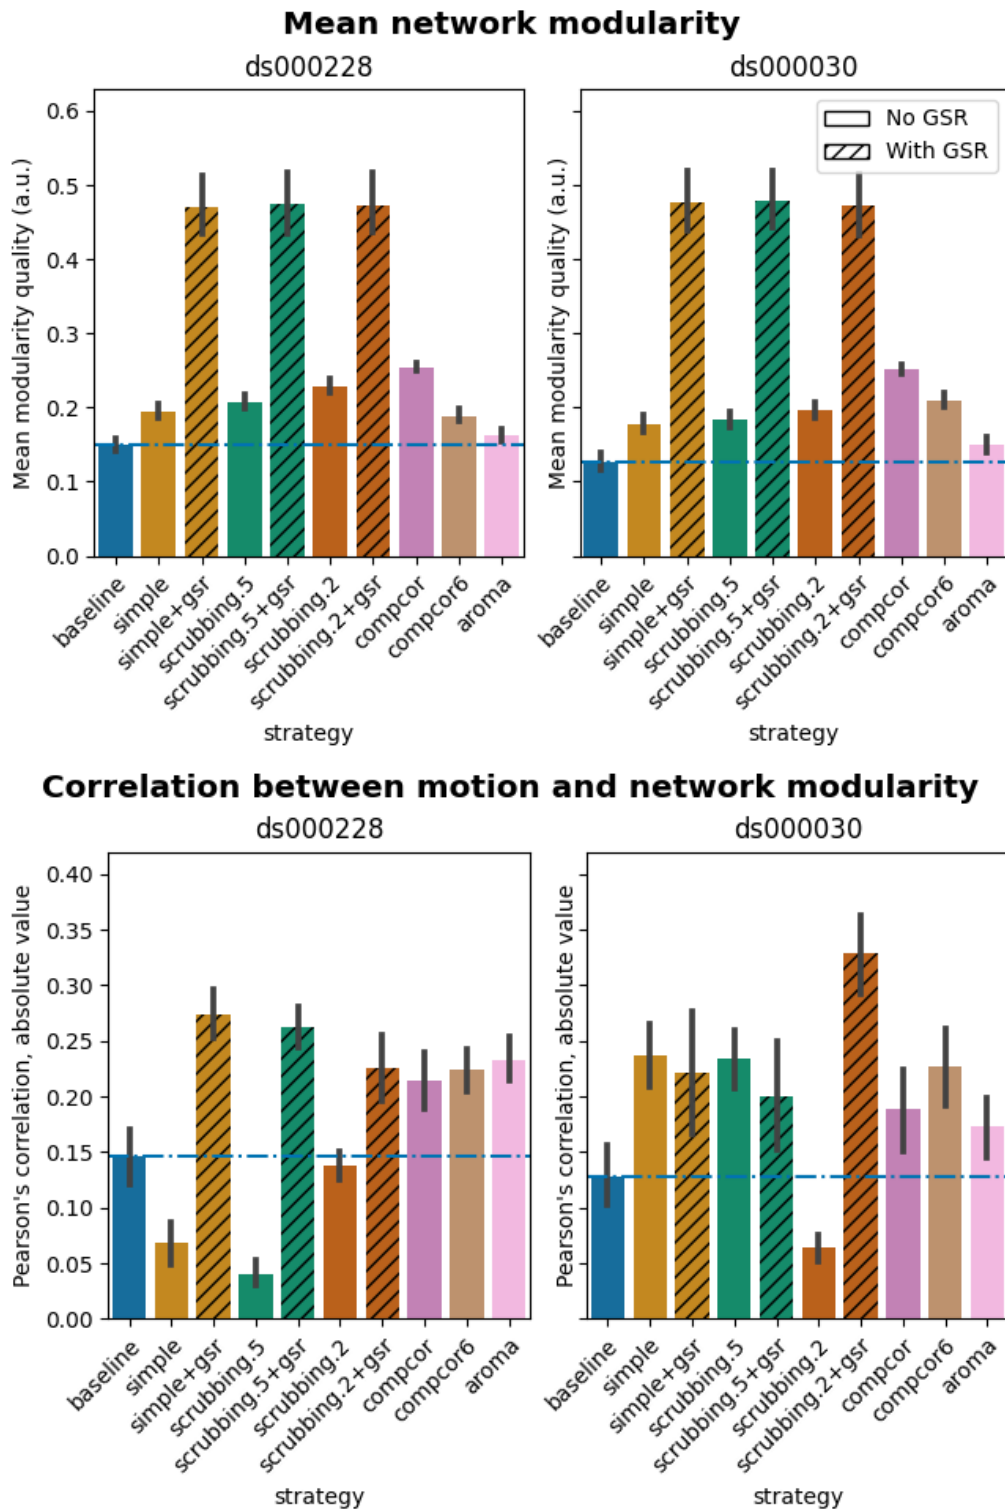 Mean network modularity
ds000228
ds000030
Mean modularity quality (a.u.)
0.6
0.5
0.4
0.3
0.2
0.1
0.0
baseline
simple
simple+gsr
scrubbing.5
scrubbing.5+gsr
scrubbing.2
scrubbing.2+gsr
compcor
compcor6
aroma
strategy
Mean modularity quality (a.u.)
No GSR
With GSR
baseline
simple
simple+gsr
scrubbing.5
scrubbing.5+gsr
scrubbing.2
scrubbing.2+gsr
compcor
compcor6
aroma
strategy
Correlation between motion and network modularity
ds000228
ds000030
Pearson's correlation, absolute value
0.40
0.35
0.30
0.25
0.20
0.15
0.10
0.05
0.00
baseline
simple
simple+gsr
scrubbing.5
scrubbing.5+gsr
scrubbing.2
scrubbing.2+gsr
compcor
compcor6
aroma
strategy
Pearson's correlation, absolute value
baseline
simple
simple+gsr
scrubbing.5
scrubbing.5+gsr
scrubbing.2
scrubbing.2+gsr
compcor
compcor6
aroma
strategy